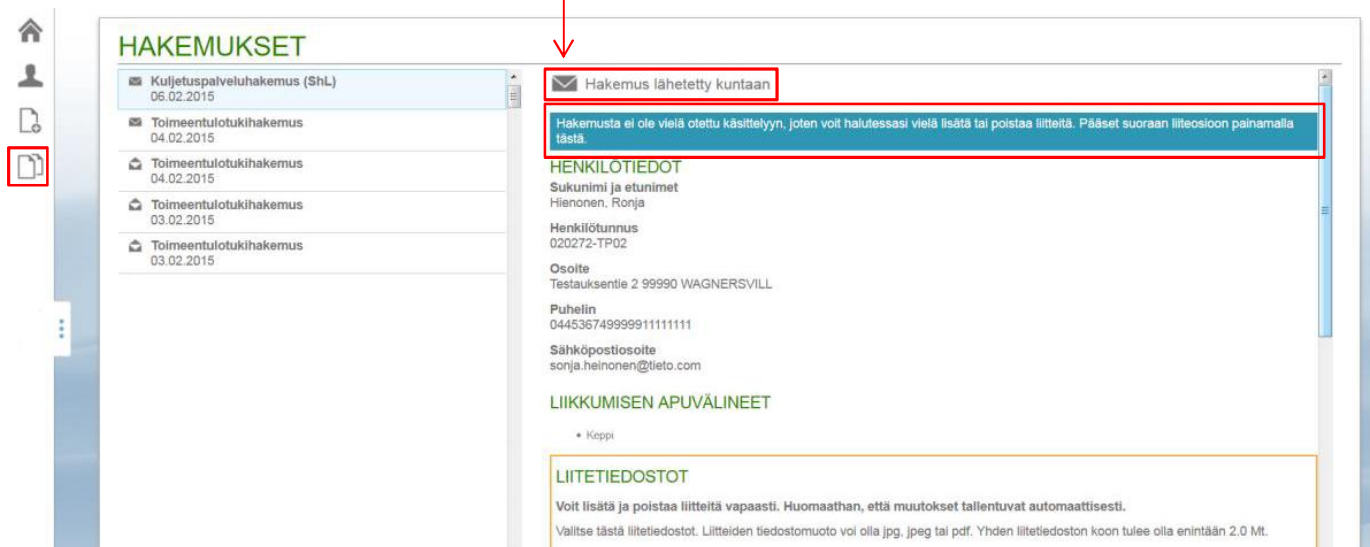 HAKEMUKSET
Kuljetuspalveluhakemus (ShL)
06.02.2015
Toimeentulotukihakemus
04.02.2015
Toimeentulotukihakemus
04.02.2015
Toimeentulotukihakemus
03.02.2015
Toimeentulotukihakemus
03.02.2015
Hakemus lähetetty kuntaan
Hakemusta ei ole vielä otettu käsittelyyn, joten voit halutessasi vielä lisätä tai poistaa liitteitä. Pääset suoraan liiteosioon painamalla
tästä.
HENKILÖTIEDOT
Sukunimi ja etunimet
Hienonen, Ronja
Henkilötunnus
020272-TP02
Osoite
Testauksentie 2 99990 WAGNERSVILL
Puhelin
044536749999911111111
Sähköpostiosoite
sonja.heinonen@tieto.com
LIIKKUMISEN APUVÄLINEET
• Keppi
LIITETIEDOSTOT
Voit lisätä ja poistaa liitteitä vapaasti. Huomaathan, että muutokset tallentuvat automaattisesti.
Valitse tästä liitetiedostot. Liitteiden tiedostomuoto voi olla jpg, jpeg tai pdf. Yhden liitetiedoston koon tulee olla enintään 2.0 Mt.